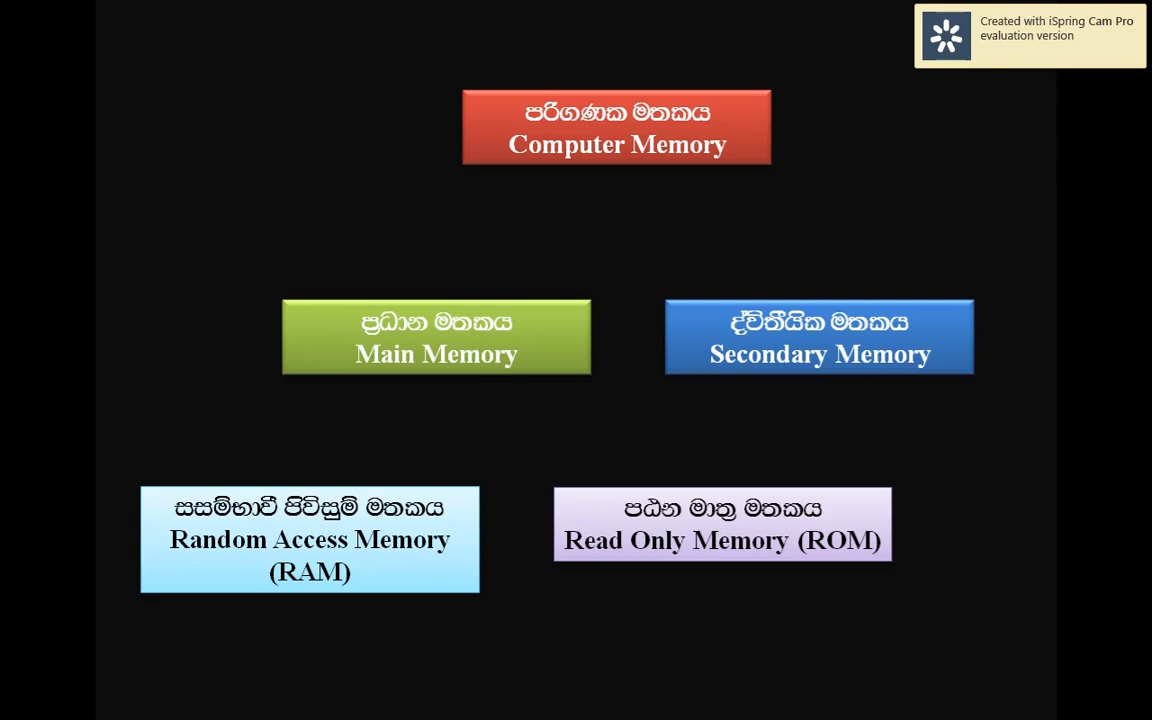 Created with iSpring Cam Pro
evaluation version
පරිගණක මතකය
Computer Memory
ප්‍රධාන මතකය
Main Memory
ද්විතීයික මතකය
Secondary Memory
සසම්භාවී පිවිසුම් මතකය
Random Access Memory
(RAM)
පඨන මාත්‍ර මතකය
Read Only Memory (ROM)